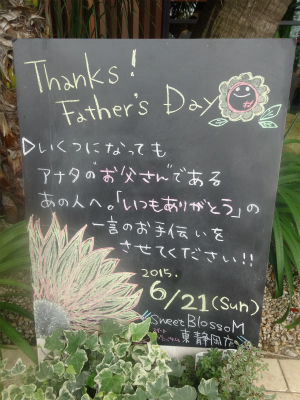 Thanks!
Father's Day
▷いくつになっても
アナタの"お父さん"である
あの人へ。「いつもありがとう」の
一言のお手伝いを
させてください!!
2015.
6/21(Sun)
Sweet BlossoM
東静岡店